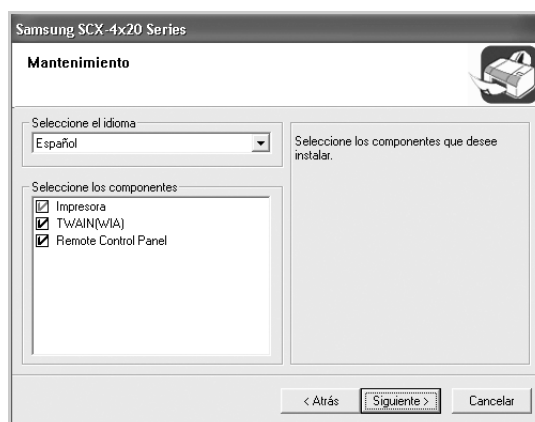 Samsung SCX-4x20 Series
Mantenimiento
Seleccione el idioma
Español
Seleccione los componentes
Impresora
TWAIN(WIA)
Remote Control Panel
Seleccione los componentes que desee
instalar.
< Atrás
Siguiente >
Cancelar